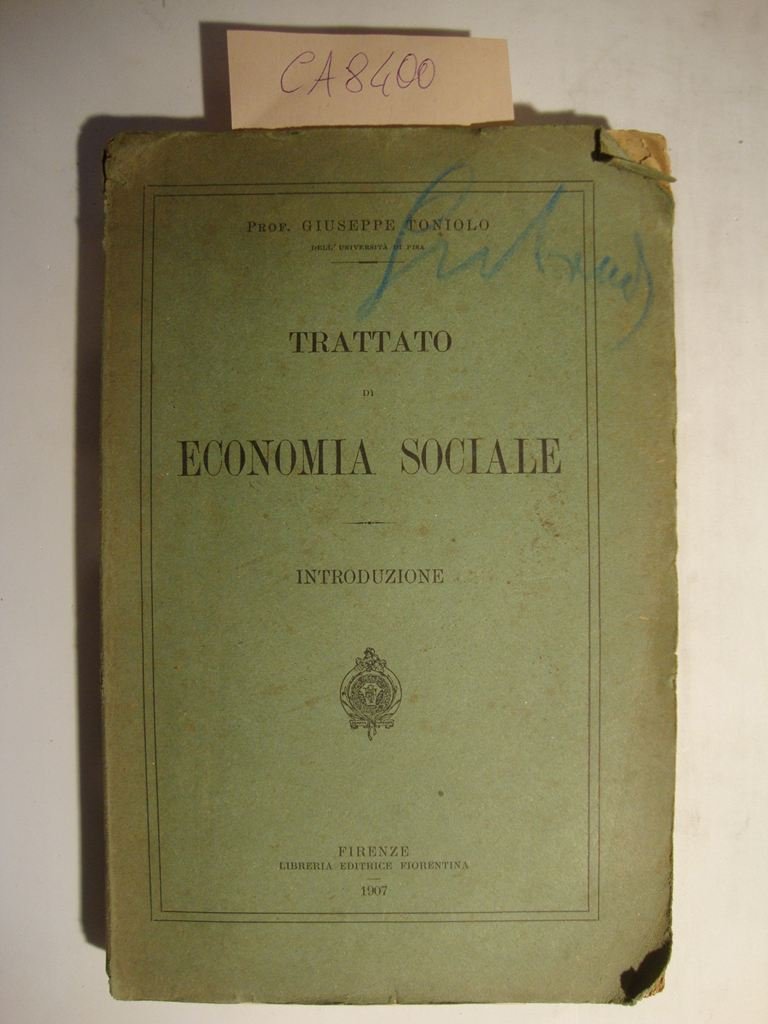 CA8400
PROF. GIUSEPPE TONIOLO
DELL'UNIVERSITÀ DI PISA
TRATTATO
DI
ECONOMIA SOCIALE
INTRODUZIONE
FIRENZE
LIBRERIA EDITRICE FIORENTINA
1907